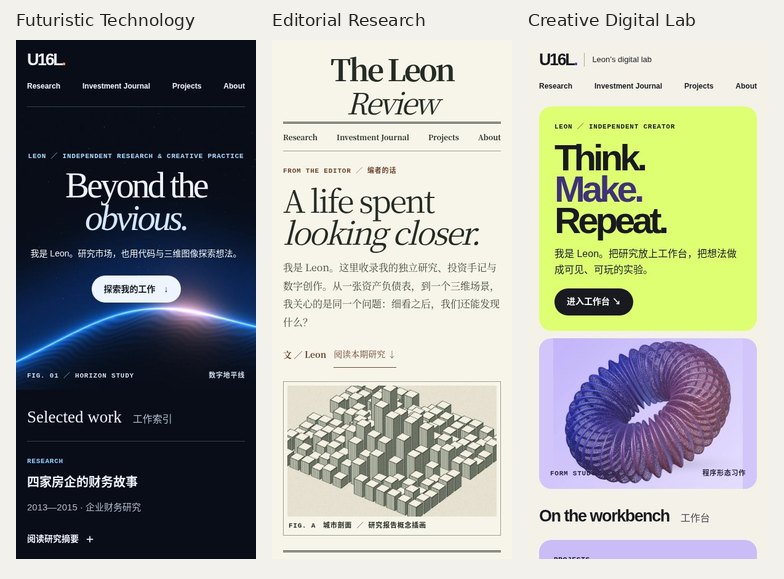 Futuristic Technology
U16L.
Research Investment Journal Projects About
LEON ／ INDEPENDENT RESEARCH & CREATIVE PRACTICE
Beyond the
obvious.
我是 Leon。研究市场，也用代码与三维图像探索想法。
探索我的工作 ↓
FIG. 01 ／ HORIZON STUDY 数字地平线
Selected work 工作索引
RESEARCH
四家房企的财务故事
2013—2015 · 企业财务研究
阅读研究摘要 +
Editorial Research
The Leon
Review
Research Investment Journal Projects About
FROM THE EDITOR ／ 编者的话
A life spent
looking closer.
我是 Leon。这里收录我的独立研究、投资手记与
数字创作。从一张资产负债表，到一个三维场景，
我关心的是同一个问题：细看之后，我们还能发现
什么？
文 ／ Leon 阅读本期研究 ↓
FIG. A 城市剖面 ／ 研究报告概念插画
Creative Digital Lab
U16L. Leon's digital lab
Research Investment Journal Projects About
LEON ／ INDEPENDENT CREATOR
Think.
Make.
Repeat.
我是 Leon。把研究放上工作台，把想法做
成可见、可玩的实验。
进入工作台 ↘
FORM STUDY 程序形态习作
On the workbench 工作台
PROJECTS